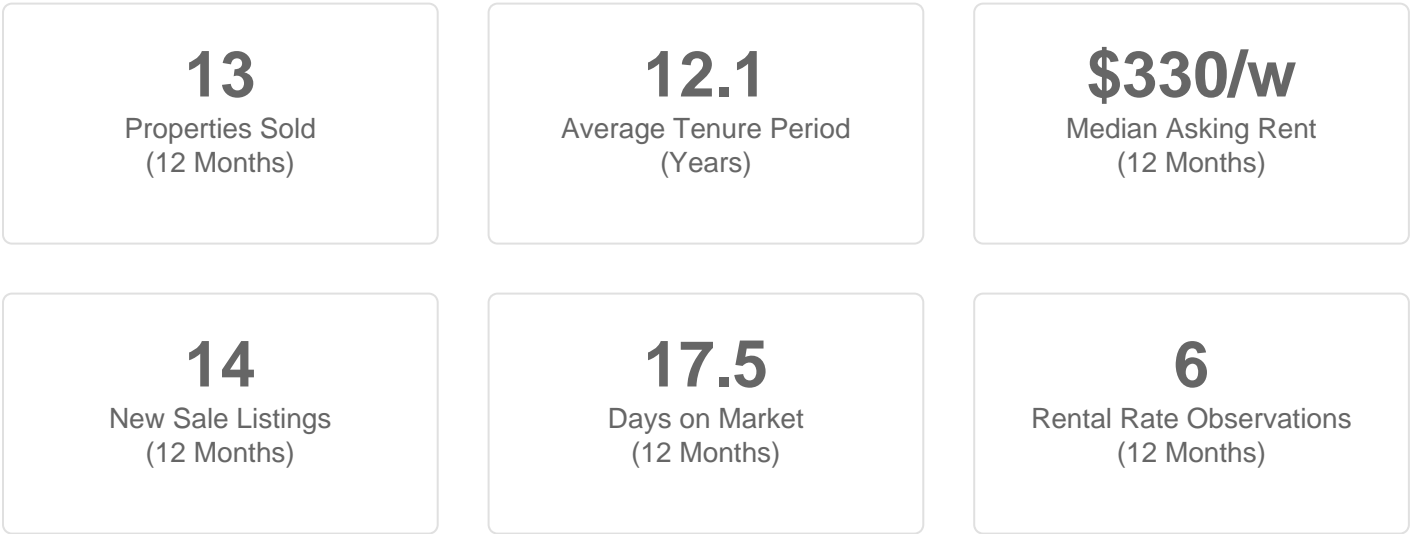 13
Properties Sold
(12 Months)
12.1
Average Tenure Period
(Years)
$330/w
Median Asking Rent
(12 Months)
14
New Sale Listings
(12 Months)
17.5
Days on Market
(12 Months)
6
Rental Rate Observations
(12 Months)